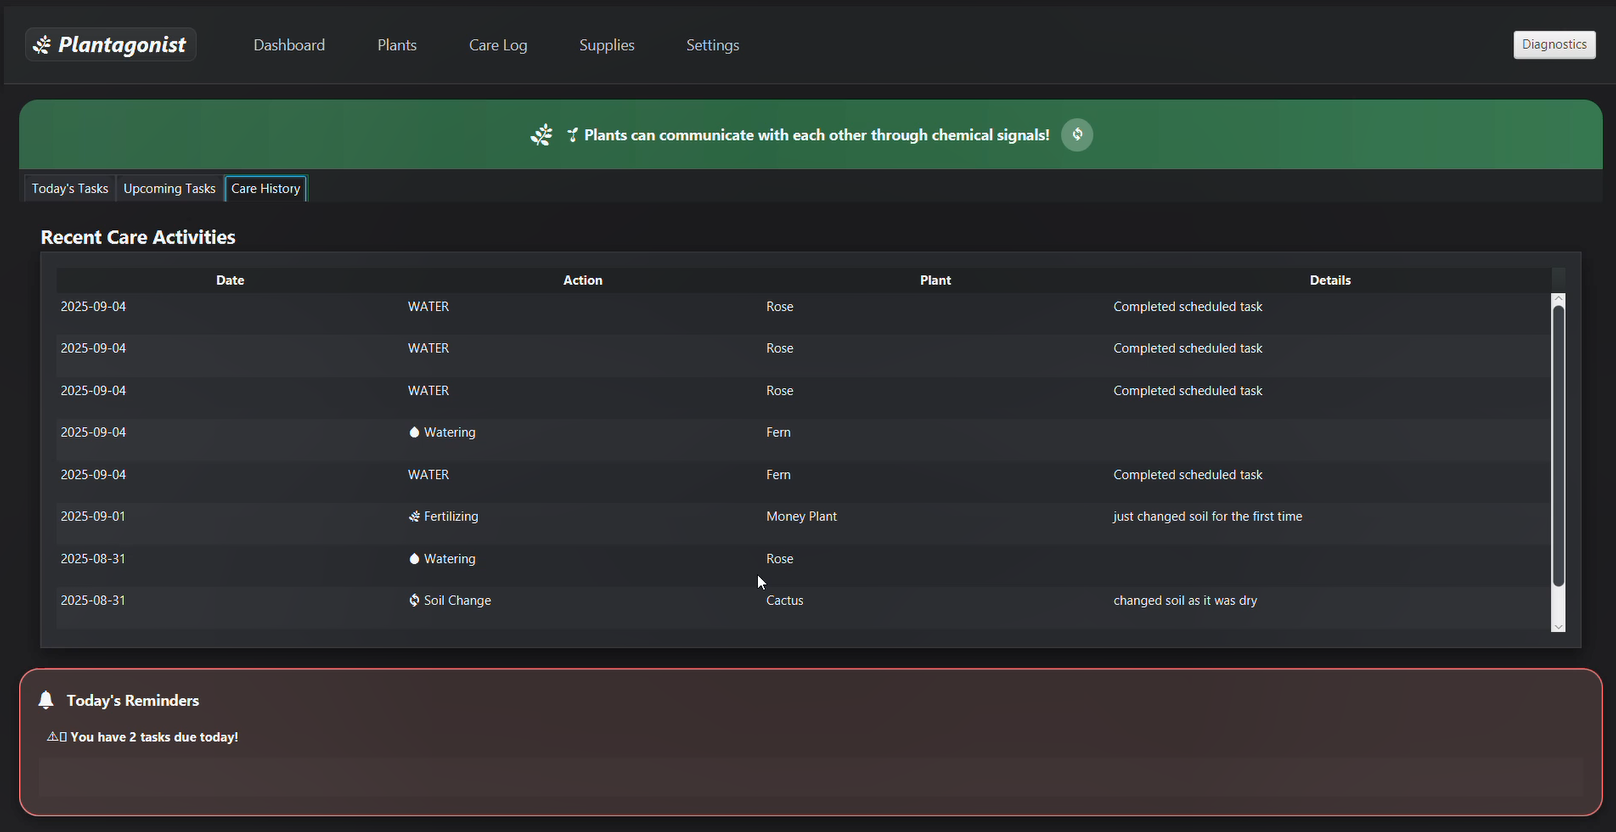 Plantagonist Dashboard Plants Care Log Supplies Settings Diagnostics
Plants can communicate with each other through chemical signals!
Today's Tasks Upcoming Tasks Care History
Recent Care Activities
Date Action Plant Details
2025-09-04 WATER Rose Completed scheduled task
2025-09-04 WATER Rose Completed scheduled task
2025-09-04 WATER Rose Completed scheduled task
2025-09-04 Watering Fern
2025-09-04 WATER Fern Completed scheduled task
2025-09-01 Fertilizing Money Plant just changed soil for the first time
2025-08-31 Watering Rose
2025-08-31 Soil Change Cactus changed soil as it was dry
Today's Reminders
⚠ You have 2 tasks due today!